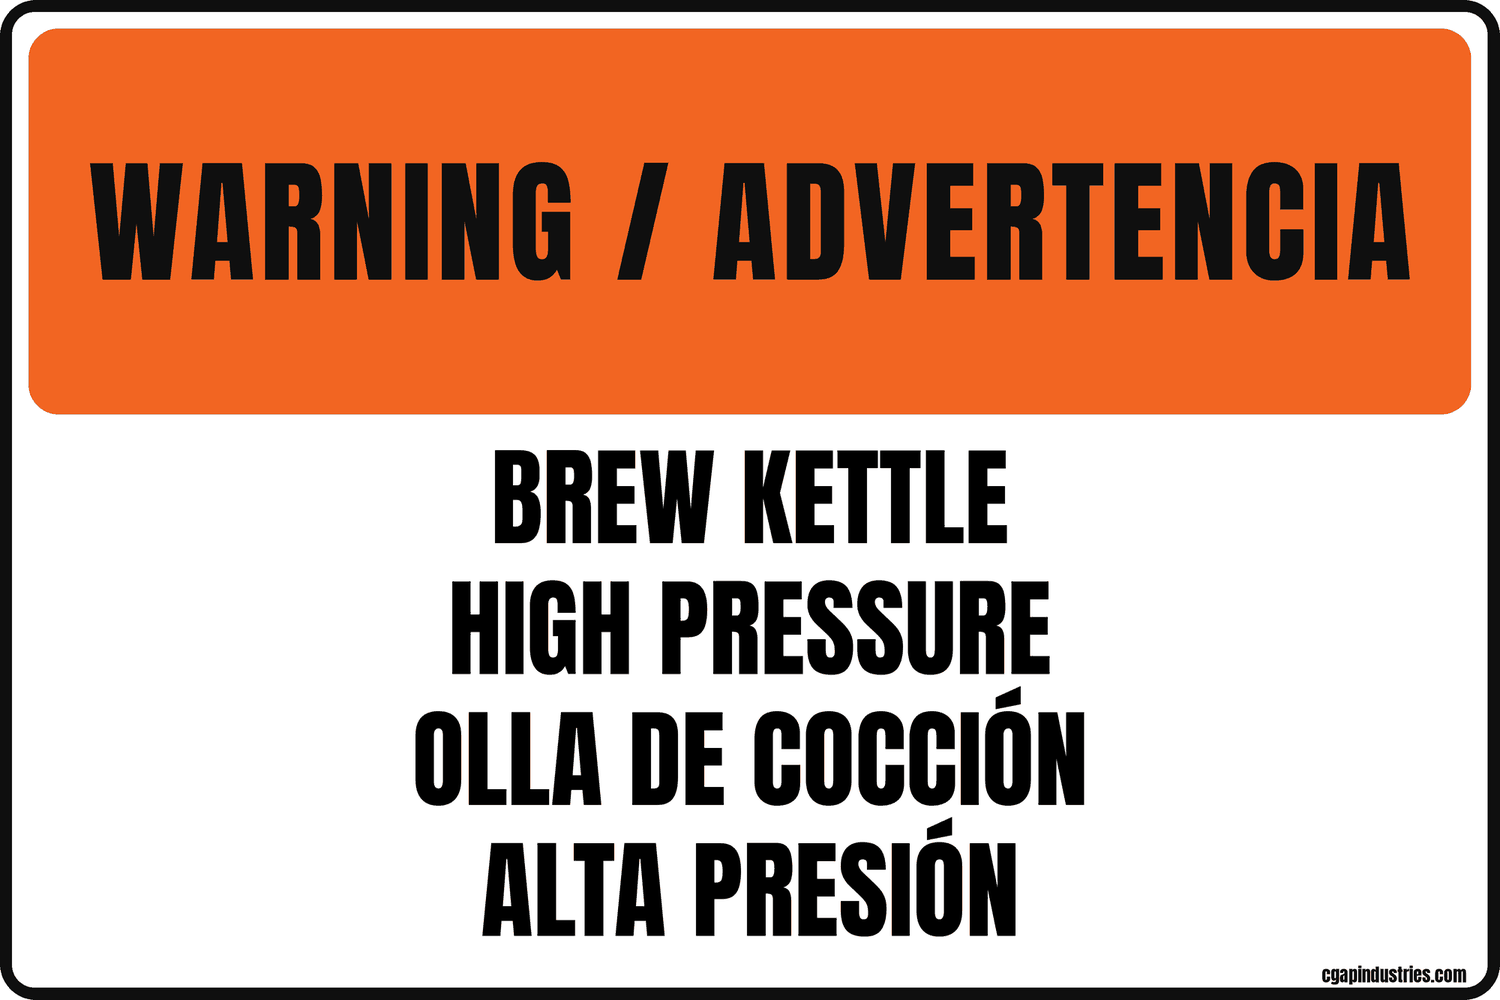 WARNING / ADVERTENCIA
BREW KETTLE
HIGH PRESSURE
OLLA DE COCCIÓN
ALTA PRESIÓN
cgapindustries.com